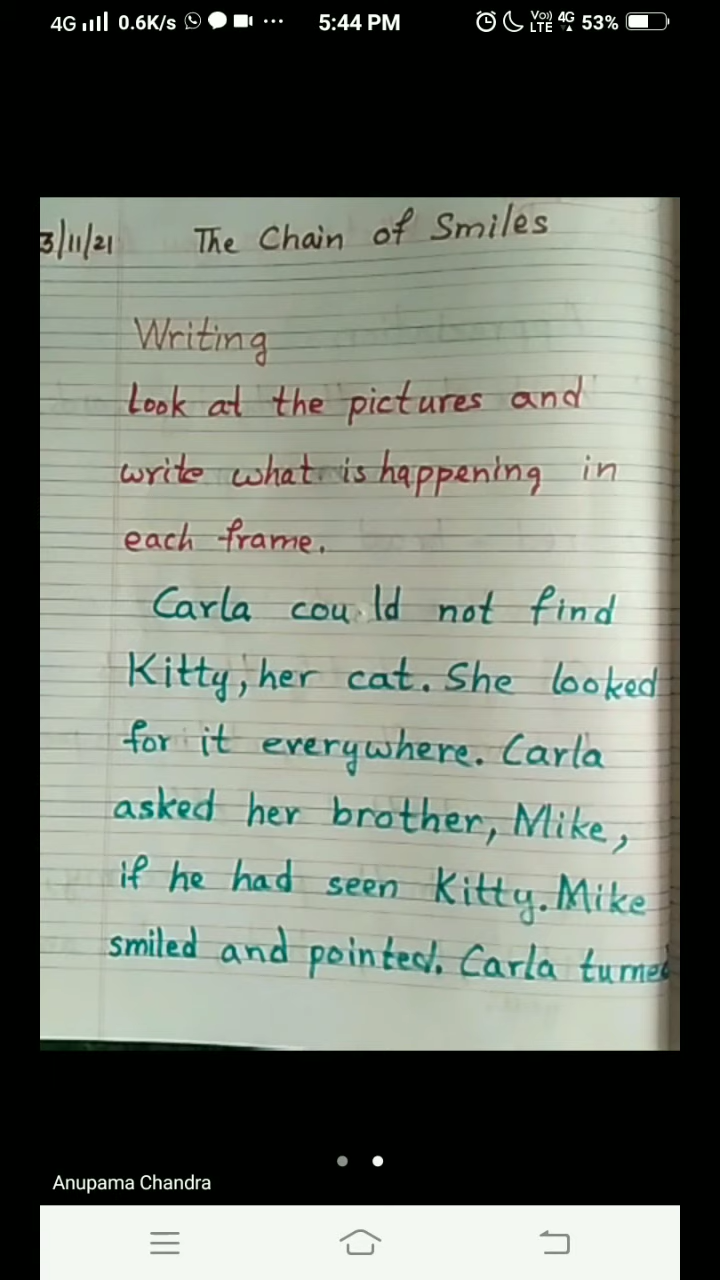 4G 0.6K/s ... 5:44 PM Vo) LTE 4G 53%
3/11/21 The Chain of Smiles
Writing
Look at the pictures and
write what is happening in
each frame.
Carla could not find
Kitty, her cat. She looked
for it everywhere. Carla
asked her brother, Mike,
if he had seen Kitty. Mike
smiled and pointed. Carla turned
Anupama Chandra